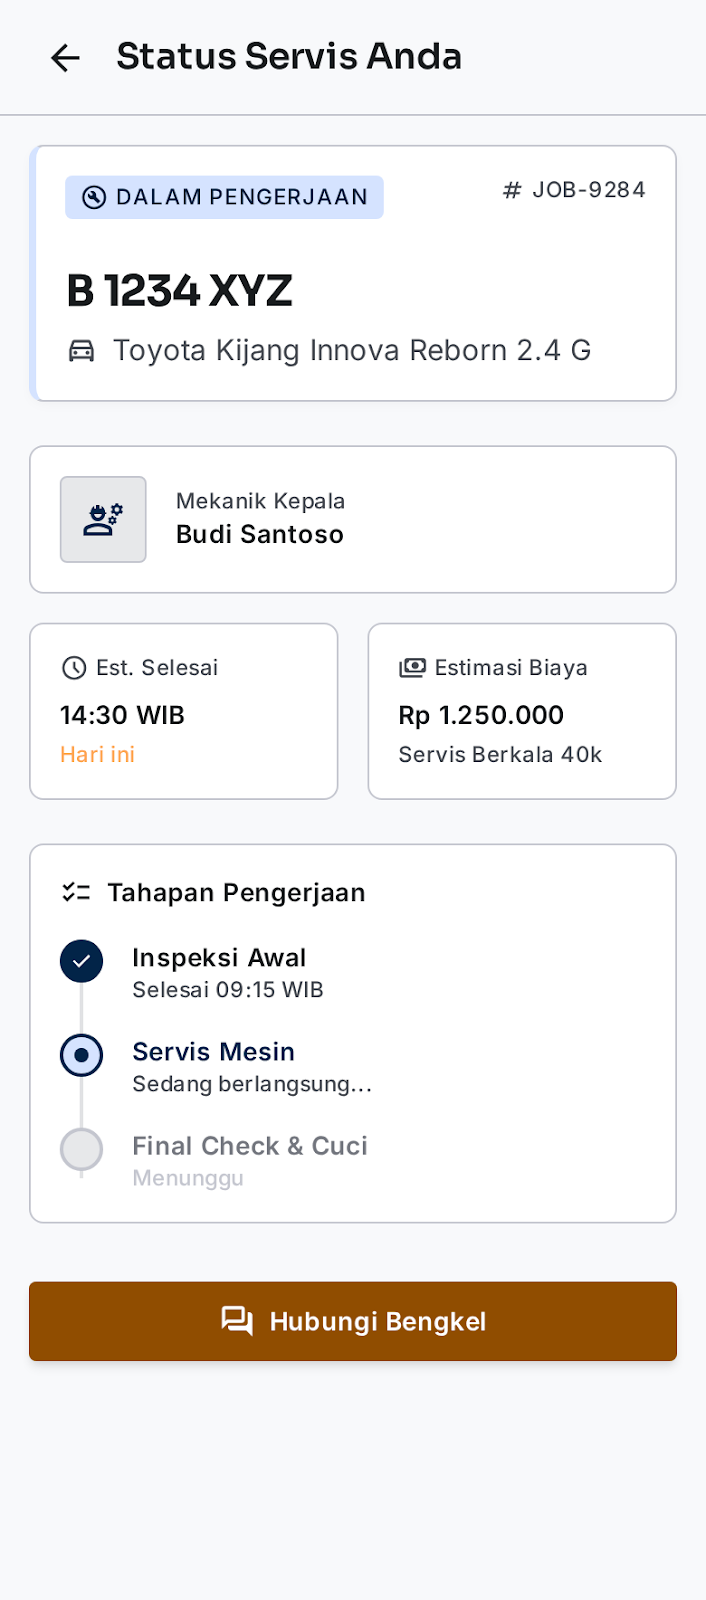 Status Servis Anda
DALAM PENGERJAAN
# JOB-9284
B 1234 XYZ
Toyota Kijang Innova Reborn 2.4 G
Mekanik Kepala
Budi Santoso
Est. Selesai
14:30 WIB
Hari ini
Estimasi Biaya
Rp 1.250.000
Servis Berkala 40k
Tahapan Pengerjaan
Inspeksi Awal
Selesai 09:15 WIB
Servis Mesin
Sedang berlangsung...
Final Check & Cuci
Menunggu
Hubungi Bengkel